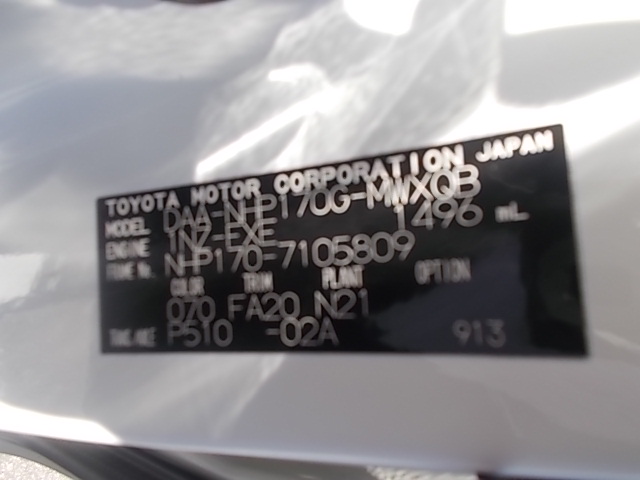 TOYOTA MOTOR CORPORATION JAPAN
MODEL DAA-NHP170G-MWXQB
ENGINE 1NZ-FXE 1496 mL
FRAME No. NHP170-7105809
COLOR TRIM PLANT OPTION
070 FA20 N21
TRANS./AXLE P510 -02A 913